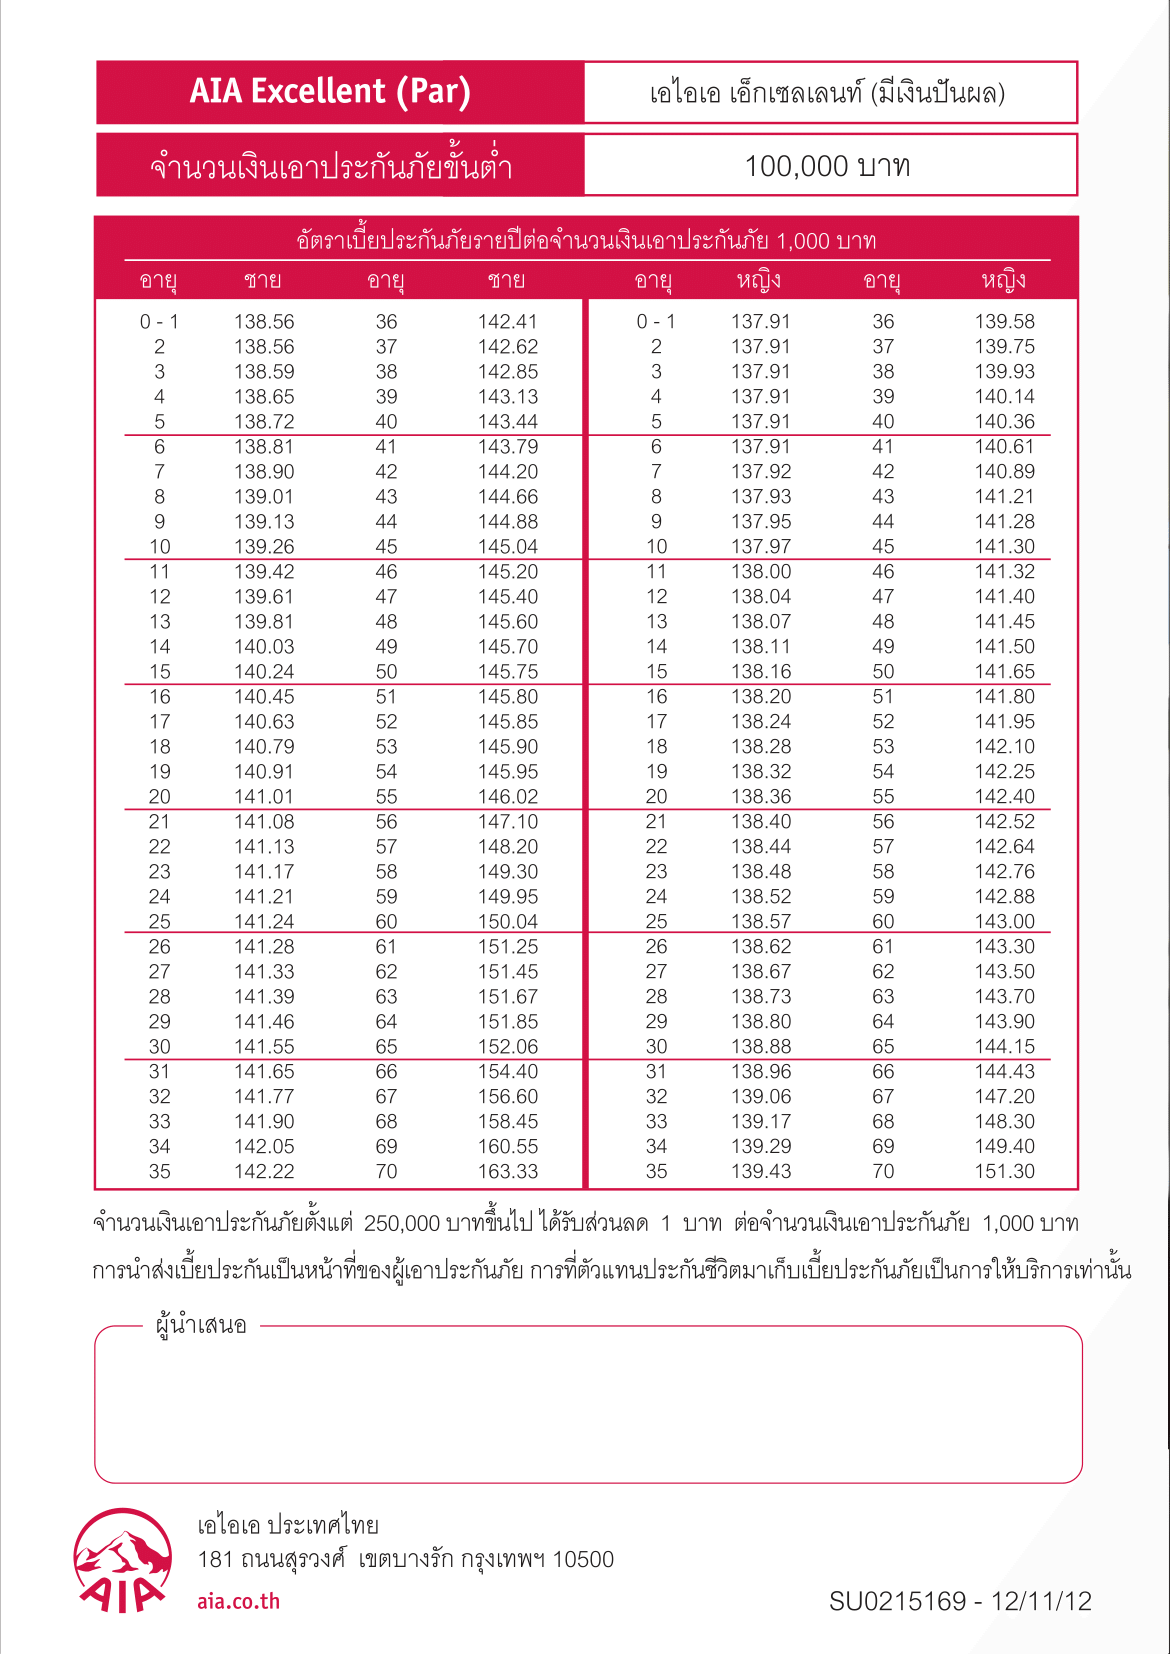 AIA Excellent (Par) เอไอเอ เอ็กเซลเลนท์ (มีเงินปันผล)
จำนวนเงินเอาประกันภัยขั้นต่ำ 100,000 บาท
อัตราเบี้ยประกันภัยรายปีต่อจำนวนเงินเอาประกันภัย 1,000 บาท
อายุ ชาย อายุ ชาย อายุ หญิง อายุ หญิง
0 - 1 138.56 36 142.41 0 - 1 137.91 36 139.58
2 138.56 37 142.62 2 137.91 37 139.75
3 138.59 38 142.85 3 137.91 38 139.93
4 138.65 39 143.13 4 137.91 39 140.14
5 138.72 40 143.44 5 137.91 40 140.36
6 138.81 41 143.79 6 137.91 41 140.61
7 138.90 42 144.20 7 137.92 42 140.89
8 139.01 43 144.66 8 137.93 43 141.21
9 139.13 44 144.88 9 137.95 44 141.28
10 139.26 45 145.04 10 137.97 45 141.30
11 139.42 46 145.20 11 138.00 46 141.32
12 139.61 47 145.40 12 138.04 47 141.40
13 139.81 48 145.60 13 138.07 48 141.45
14 140.03 49 145.70 14 138.11 49 141.50
15 140.24 50 145.75 15 138.16 50 141.65
16 140.45 51 145.80 16 138.20 51 141.80
17 140.63 52 145.85 17 138.24 52 141.95
18 140.79 53 145.90 18 138.28 53 142.10
19 140.91 54 145.95 19 138.32 54 142.25
20 141.01 55 146.02 20 138.36 55 142.40
21 141.08 56 147.10 21 138.40 56 142.52
22 141.13 57 148.20 22 138.44 57 142.64
23 141.17 58 149.30 23 138.48 58 142.76
24 141.21 59 149.95 24 138.52 59 142.88
25 141.24 60 150.04 25 138.57 60 143.00
26 141.28 61 151.25 26 138.62 61 143.30
27 141.33 62 151.45 27 138.67 62 143.50
28 141.39 63 151.67 28 138.73 63 143.70
29 141.46 64 151.85 29 138.80 64 143.90
30 141.55 65 152.06 30 138.88 65 144.15
31 141.65 66 154.40 31 138.96 66 144.43
32 141.77 67 156.60 32 139.06 67 147.20
33 141.90 68 158.45 33 139.17 68 148.30
34 142.05 69 160.55 34 139.29 69 149.40
35 142.22 70 163.33 35 139.43 70 151.30
จำนวนเงินเอาประกันภัยตั้งแต่ 250,000 บาทขึ้นไป ได้รับส่วนลด 1 บาท ต่อจำนวนเงินเอาประกันภัย 1,000 บาท
การนำส่งเบี้ยประกันเป็นหน้าที่ของผู้เอาประกันภัย การที่ตัวแทนประกันชีวิตมาเก็บเบี้ยประกันภัยเป็นการให้บริการเท่านั้น
ผู้นำเสนอ
เอไอเอ ประเทศไทย
181 ถนนสุรวงศ์ เขตบางรัก กรุงเทพฯ 10500
AIA
aia.co.th
SU0215169 - 12/11/12